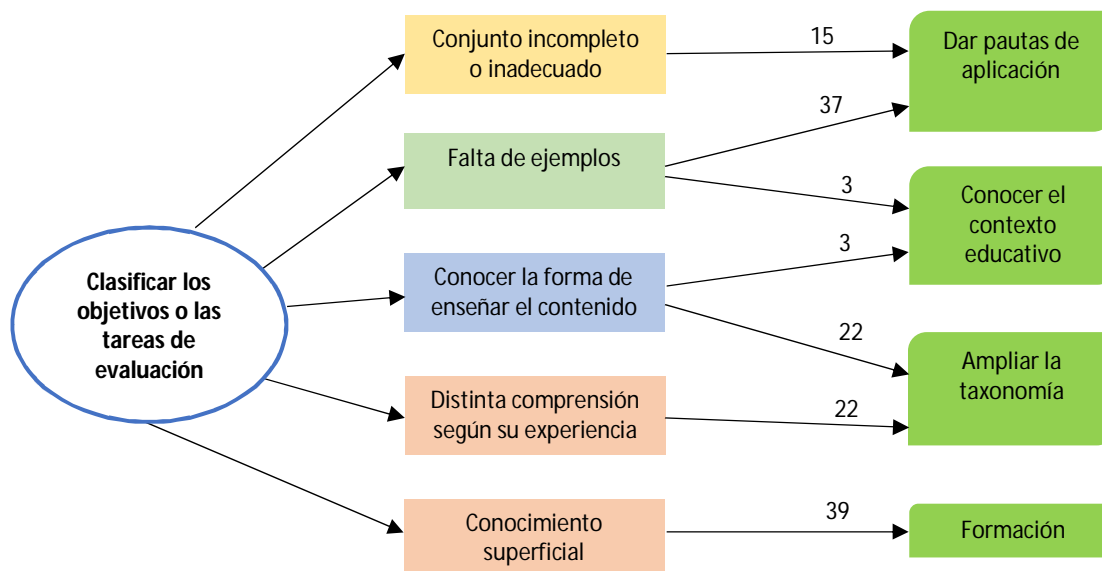 Clasificar los
objetivos o las
tareas de
evaluación
Conjunto incompleto
o inadecuado
Falta de ejemplos
Conocer la forma de
enseñar el contenido
Distinta comprensión
según su experiencia
Conocimiento
superficial
15
37
3
3
22
22
39
Dar pautas de
aplicación
Conocer el
contexto
educativo
Ampliar la
taxonomía
Formación